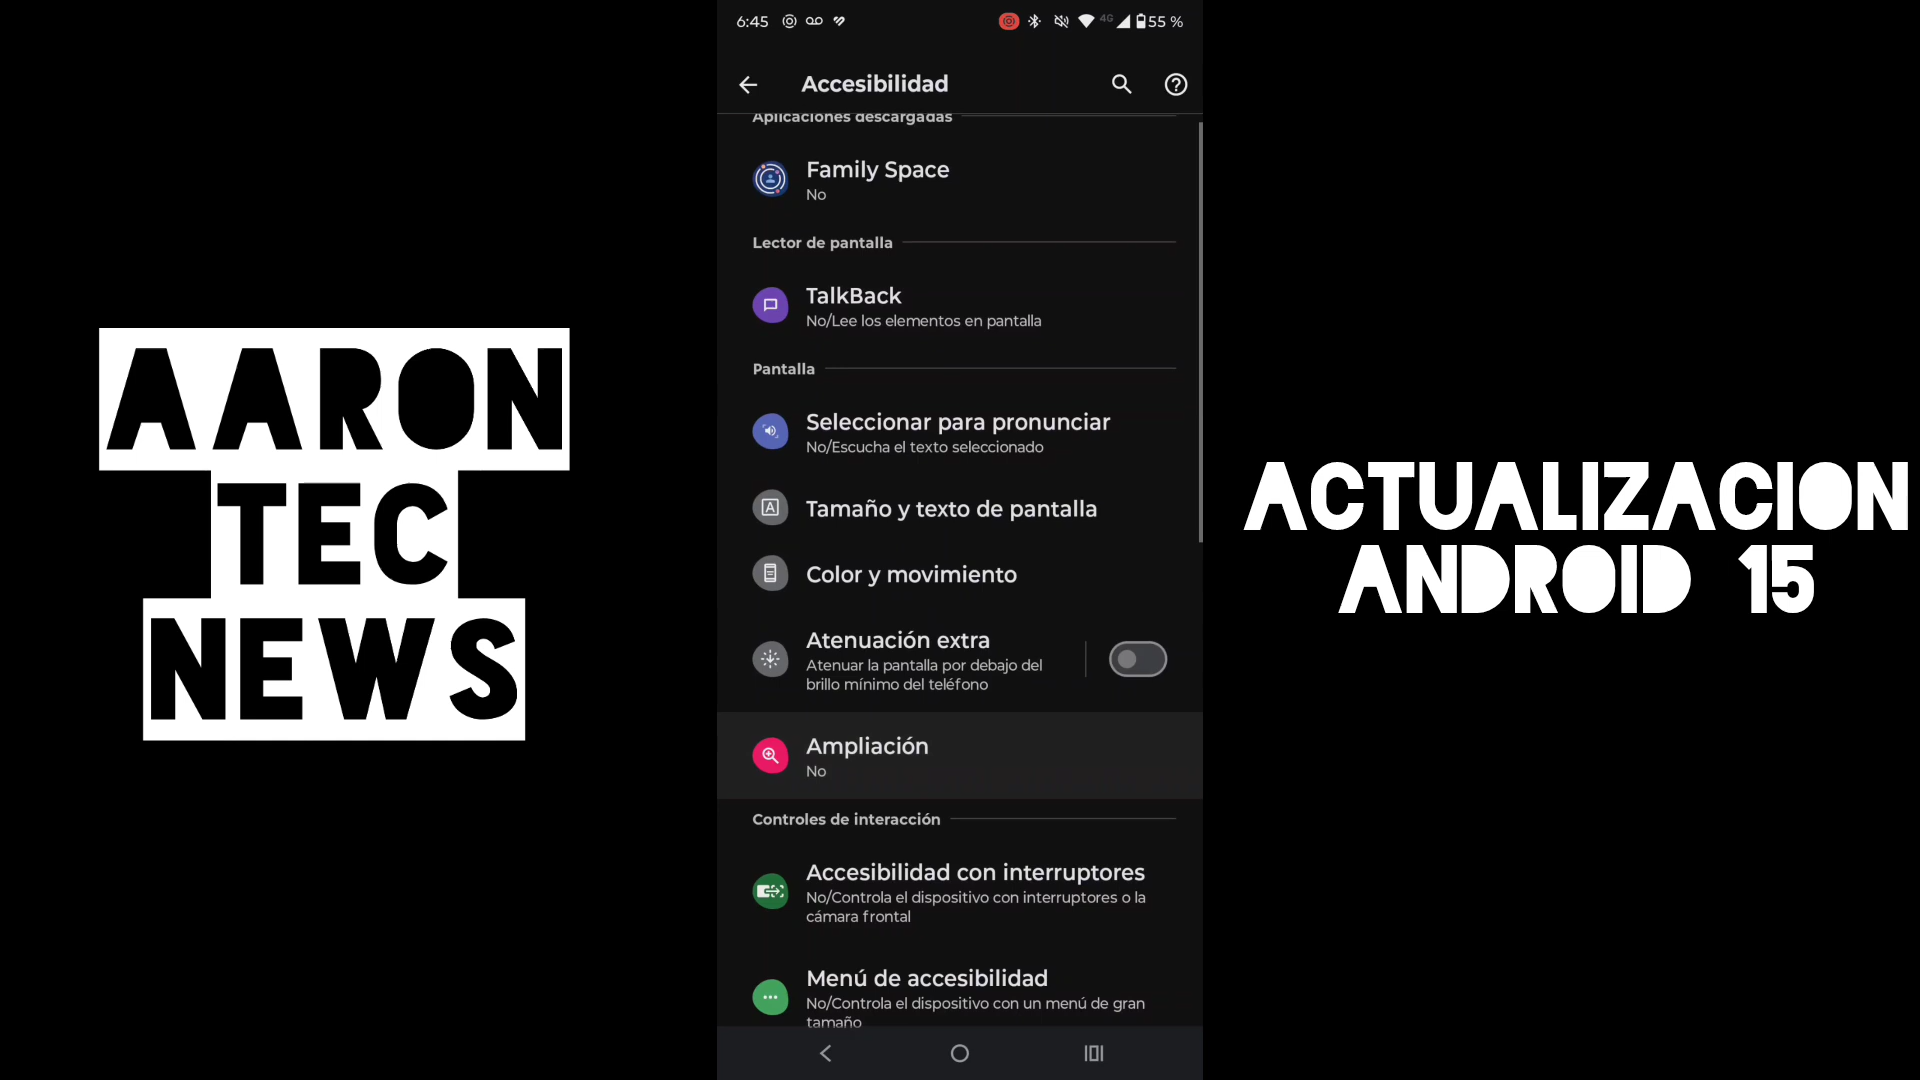 AARON
TEC
NEWS
6:45
4G
55 %
Accesibilidad
Aplicaciones descargadas
Family Space
No
Lector de pantalla
TalkBack
No/Lee los elementos en pantalla
Pantalla
Seleccionar para pronunciar
No/Escucha el texto seleccionado
A
Tamaño y texto de pantalla
Color y movimiento
Atenuación extra
Atenuar la pantalla por debajo del
brillo mínimo del teléfono
Ampliación
No
Controles de interacción
Accesibilidad con interruptores
No/Controla el dispositivo con interruptores o la
cámara frontal
Menú de accesibilidad
No/Controla el dispositivo con un menú de gran
tamaño
ACTUALIZACION
ANDROID 15